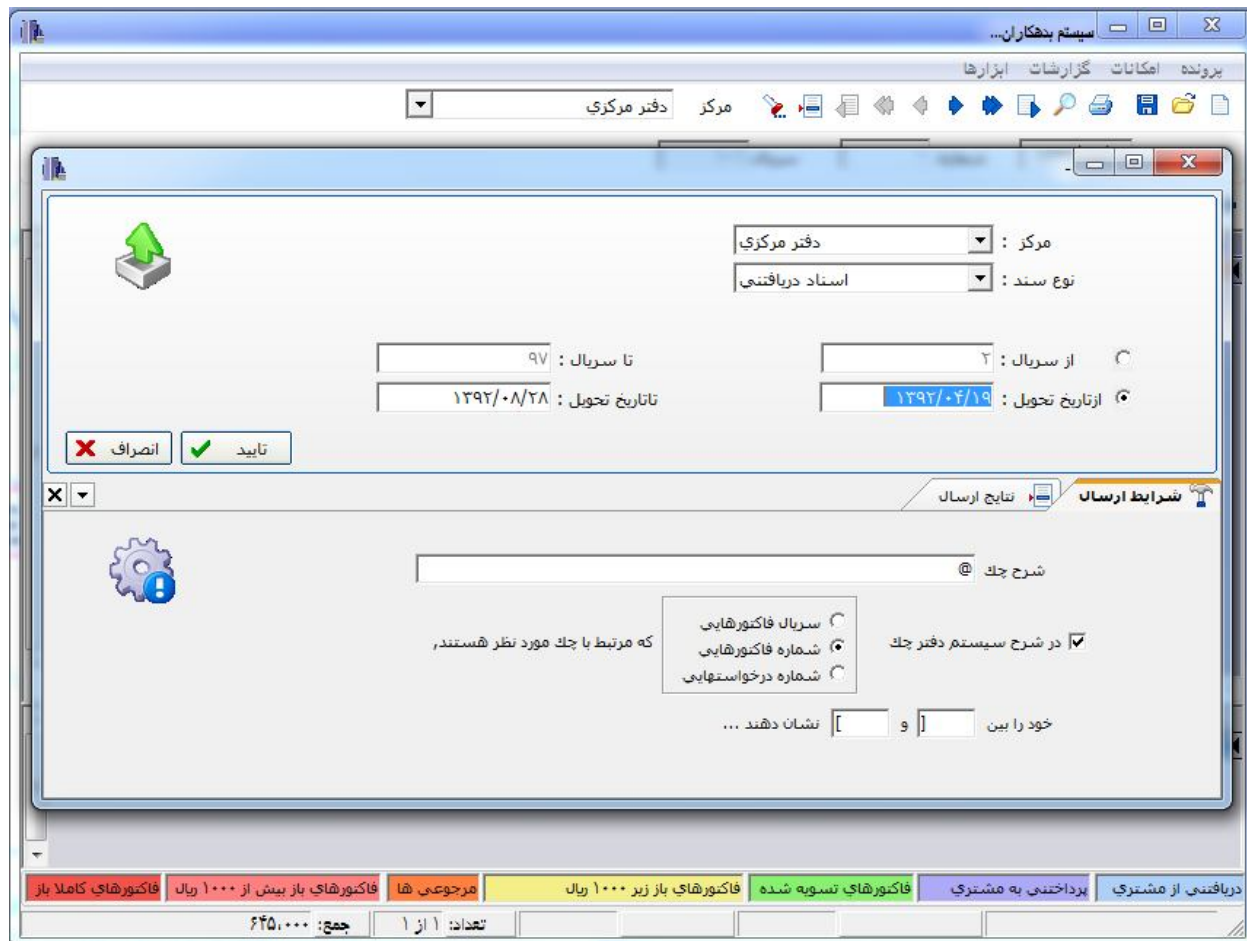 سیستم بدهکاران...
پرونده امکانات گزارشات ابزارها
مرکز دفتر مرکزي
مرکز : دفتر مرکزي
نوع سند : اسناد دریافتنی
از سریال : ۲ تا سریال : ۹۷
ازتاریخ تحویل : ۱۳۹۲/۰۴/۱۹ تاتاریخ تحویل : ۱۳۹۲/۰۸/۲۸
تایید انصراف
شرایط ارسال نتایج ارسال
شرح چك @
سریال فاکتورهایی
در شرح سیستم دفتر چك شماره فاکتورهایی که مرتبط با چك مورد نظر هستند,
شماره درخواستهایی
خود را بین [ و ] نشان دهند ...
دریافتنی از مشتري پرداختنی به مشتري فاکتورهاي تسویه شده فاکتورهاي باز زیر ۱۰۰۰ ریال مرجوعی ها فاکتورهاي باز بیش از ۱۰۰۰ ریال فاکتورهاي کاملا باز
تعداد: ۱ از ۱ جمع: ۶۴۵,۰۰۰